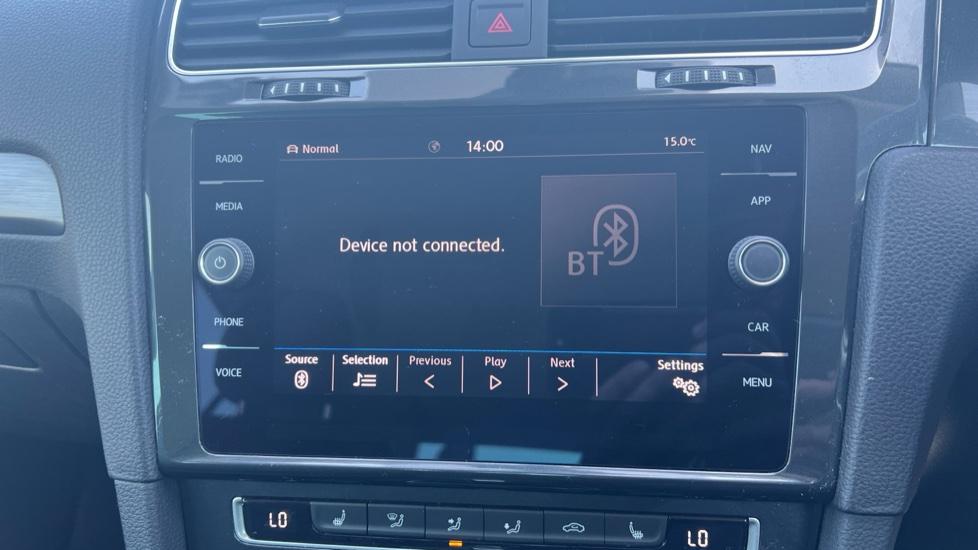 Normal 14:00 15.0°C
RADIO
NAV
MEDIA
APP
Device not connected.
BT
PHONE
CAR
Source Selection Previous Play Next Settings
VOICE
MENU
LO LO